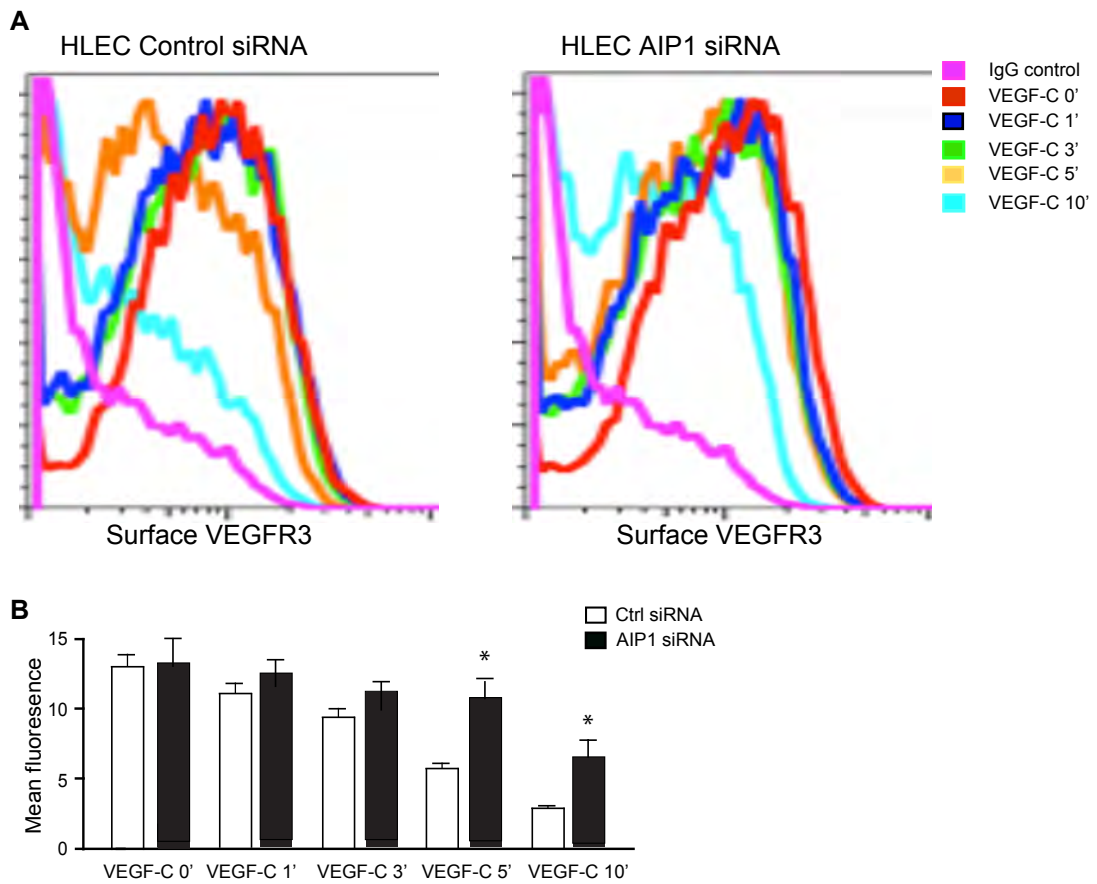 A
HLEC Control siRNA
HLEC AIP1 siRNA
IgG control
VEGF-C 0'
VEGF-C 1'
VEGF-C 3'
VEGF-C 5'
VEGF-C 10'
Surface VEGFR3
Surface VEGFR3
B
Ctrl siRNA
AIP1 siRNA
Mean fluoresence
15
10
5
0
*
*
VEGF-C 0' VEGF-C 1' VEGF-C 3' VEGF-C 5' VEGF-C 10'